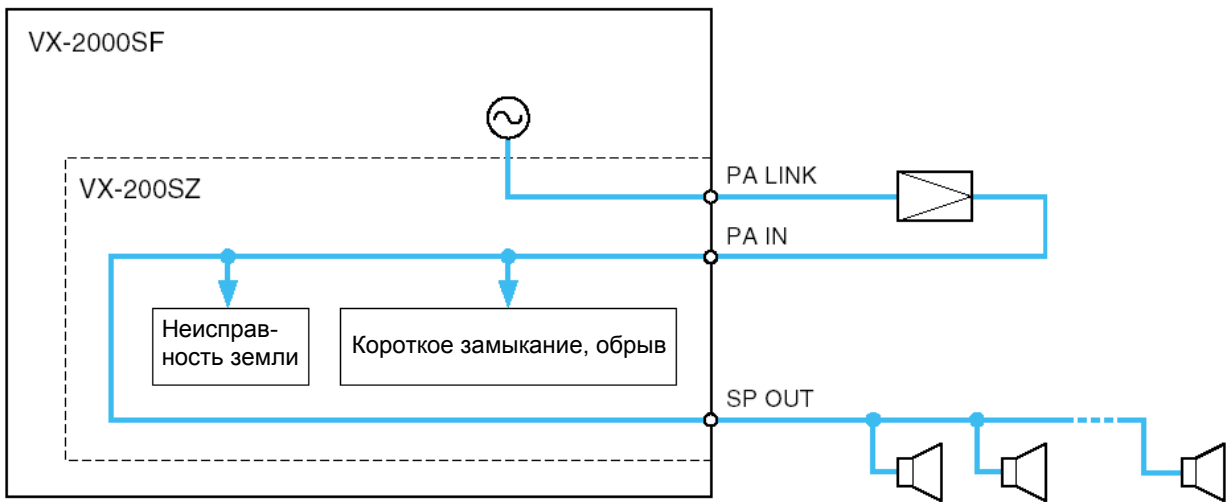 VX-2000SF
VX-200SZ
PA LINK
PA IN
Неисправ-
ность земли
Короткое замыкание, обрыв
SP OUT